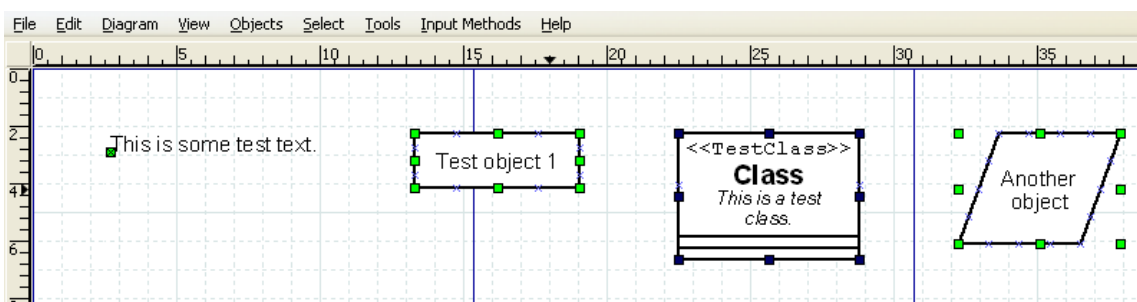 File Edit Diagram View Objects Select Tools Input Methods Help
0 5 10 15 20 25 30 35
0
2
This is some test text.
Test object 1
<<TestClass>>
Class
This is a test
class.
Another
object
4
6